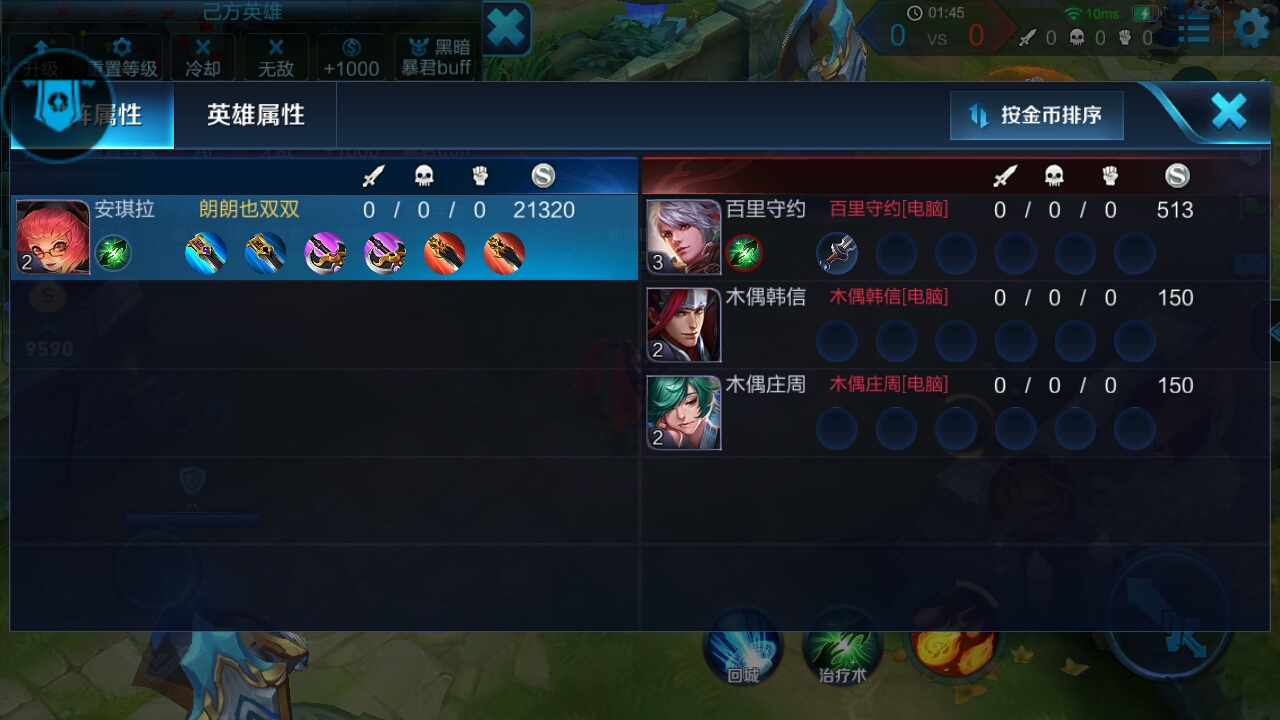 己方英雄
01:45
10ms
0 VS 0
0 0 0
升级 重置等级 冷却 无敌 +1000 黑暗暴君buff
阵属性 英雄属性 按金币排序
安琪拉 朗朗也双双 0 / 0 / 0 21320
2
百里守约 百里守约[电脑] 0 / 0 / 0 513
3
木偶韩信 木偶韩信[电脑] 0 / 0 / 0 150
2
木偶庄周 木偶庄周[电脑] 0 / 0 / 0 150
2
9590
回城 治疗术